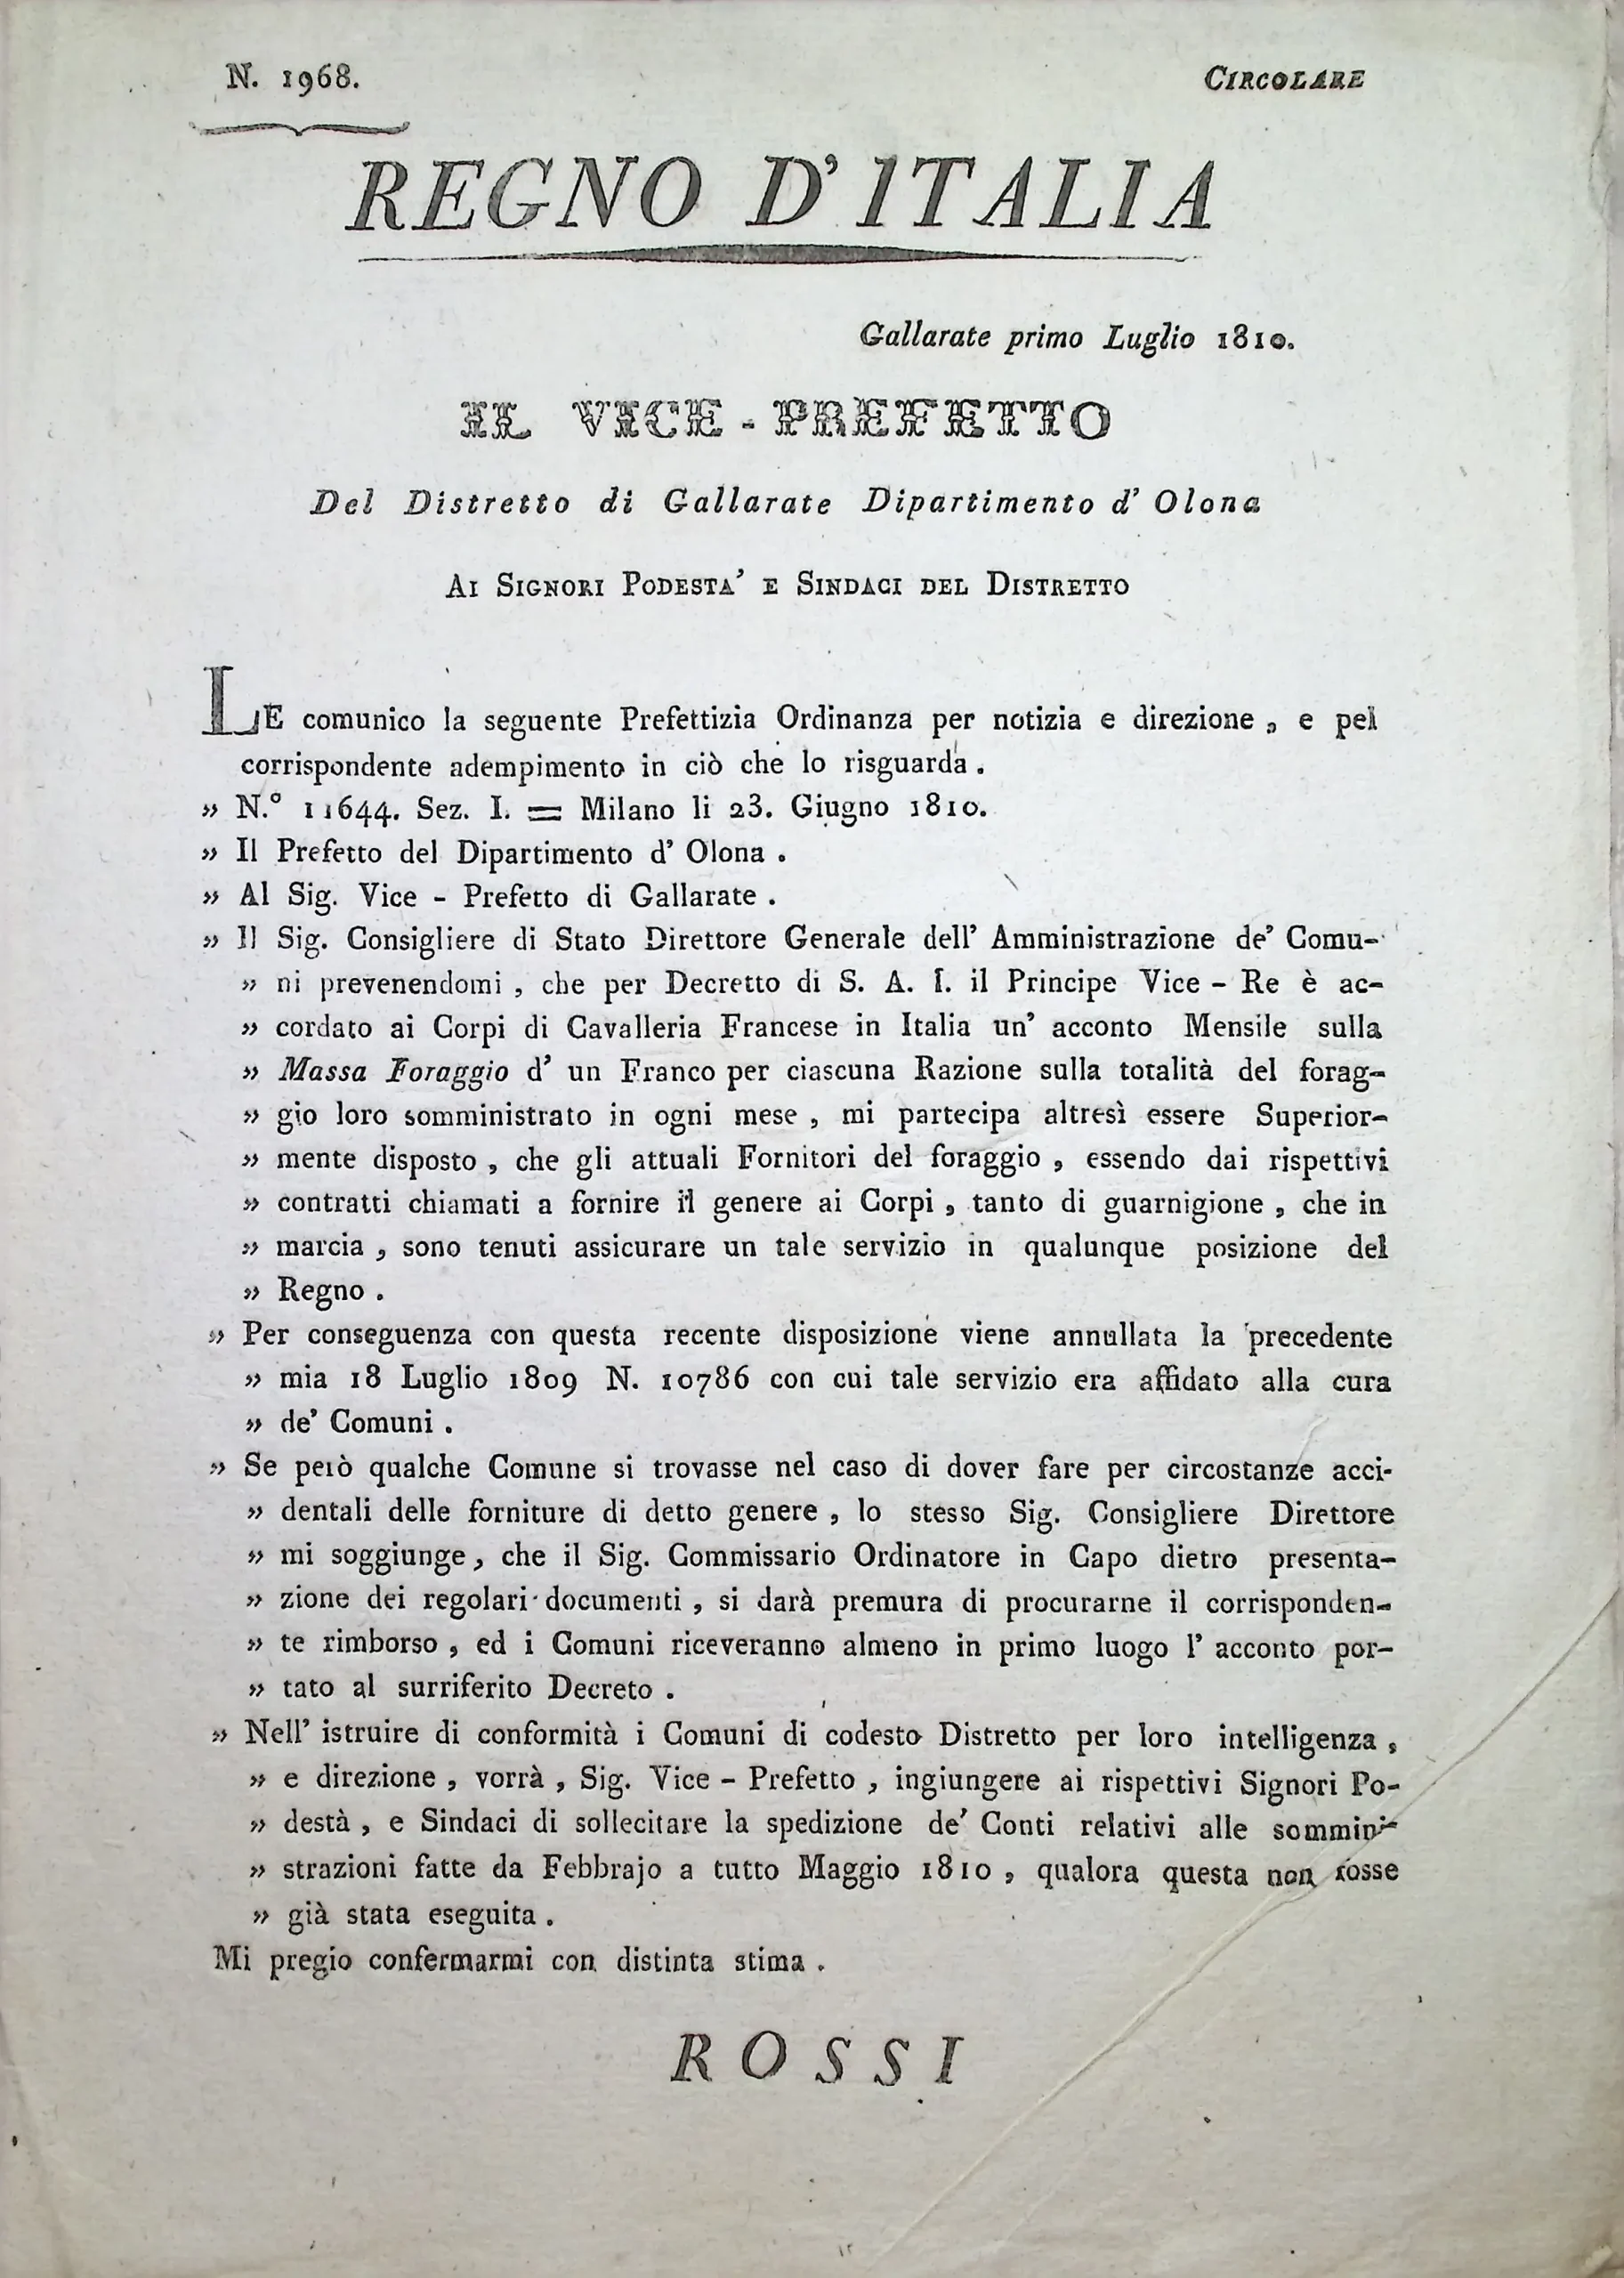 N. 1968.
CIRCOLARE
REGNO D'ITALIA
Gallarate primo Luglio 1810.
IL VICE - PREFETTO
Del Distretto di Gallarate Dipartimento d' Olona
AI SIGNORI PODESTA' E SINDACI DEL DISTRETTO
LE comunico la seguente Prefettizia Ordinanza per notizia e direzione, e pel
corrispondente adempimento in ciò che lo risguarda.
» N.° 11644. Sez. I. = Milano li 23. Giugno 1810.
» Il Prefetto del Dipartimento d' Olona.
» Al Sig. Vice - Prefetto di Gallarate.
» Il Sig. Consigliere di Stato Direttore Generale dell' Amministrazione de' Comu-
» ni prevenendomi, che per Decretto di S. A. I. il Principe Vice - Re è ac-
» cordato ai Corpi di Cavalleria Francese in Italia un' acconto Mensile sulla
» Massa Foraggio d' un Franco per ciascuna Razione sulla totalità del forag-
» gio loro somministrato in ogni mese, mi partecipa altresì essere Superior-
» mente disposto, che gli attuali Fornitori del foraggio, essendo dai rispettivi
» contratti chiamati a fornire il genere ai Corpi, tanto di guarnigione, che in
» marcia, sono tenuti assicurare un tale servizio in qualunque posizione del
» Regno.
» Per conseguenza con questa recente disposizione viene annullata la precedente
» mia 18 Luglio 1809 N. 10786 con cui tale servizio era affidato alla cura
» de' Comuni.
» Se però qualche Comune si trovasse nel caso di dover fare per circostanze acci-
» dentali delle forniture di detto genere, lo stesso Sig. Consigliere Direttore
» mi soggiunge, che il Sig. Commissario Ordinatore in Capo dietro presenta-
» zione dei regolari documenti, si darà premura di procurarne il corrisponden-
» te rimborso, ed i Comuni riceveranno almeno in primo luogo l' acconto por-
» tato al surriferito Decreto.
» Nell' istruire di conformità i Comuni di codesto Distretto per loro intelligenza,
» e direzione, vorrà, Sig. Vice - Prefetto, ingiungere ai rispettivi Signori Po-
» destà, e Sindaci di sollecitare la spedizione de' Conti relativi alle sommini-
» strazioni fatte da Febbrajo a tutto Maggio 1810, qualora questa non fosse
» già stata eseguita.
Mi pregio confermarmi con distinta stima.
ROSSI